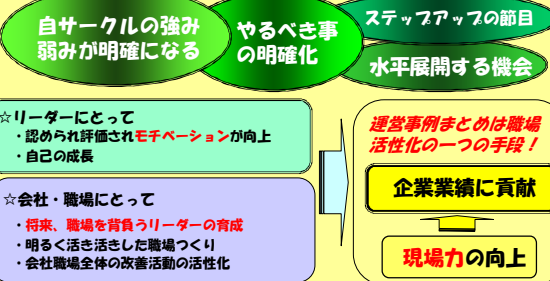 自サークルの強み
弱みが明確になる
やるべき事
の明確化
ステップアップの節目
水平展開する機会
☆リーダーにとって
・認められ評価されモチベーションが向上
・自己の成長
☆会社・職場にとって
・将来、職場を背負うリーダーの育成
・明るく活き活きした職場つくり
・会社職場全体の改善活動の活性化
運営事例まとめは職場
活性化の一つの手段！
企業業績に貢献
現場力の向上